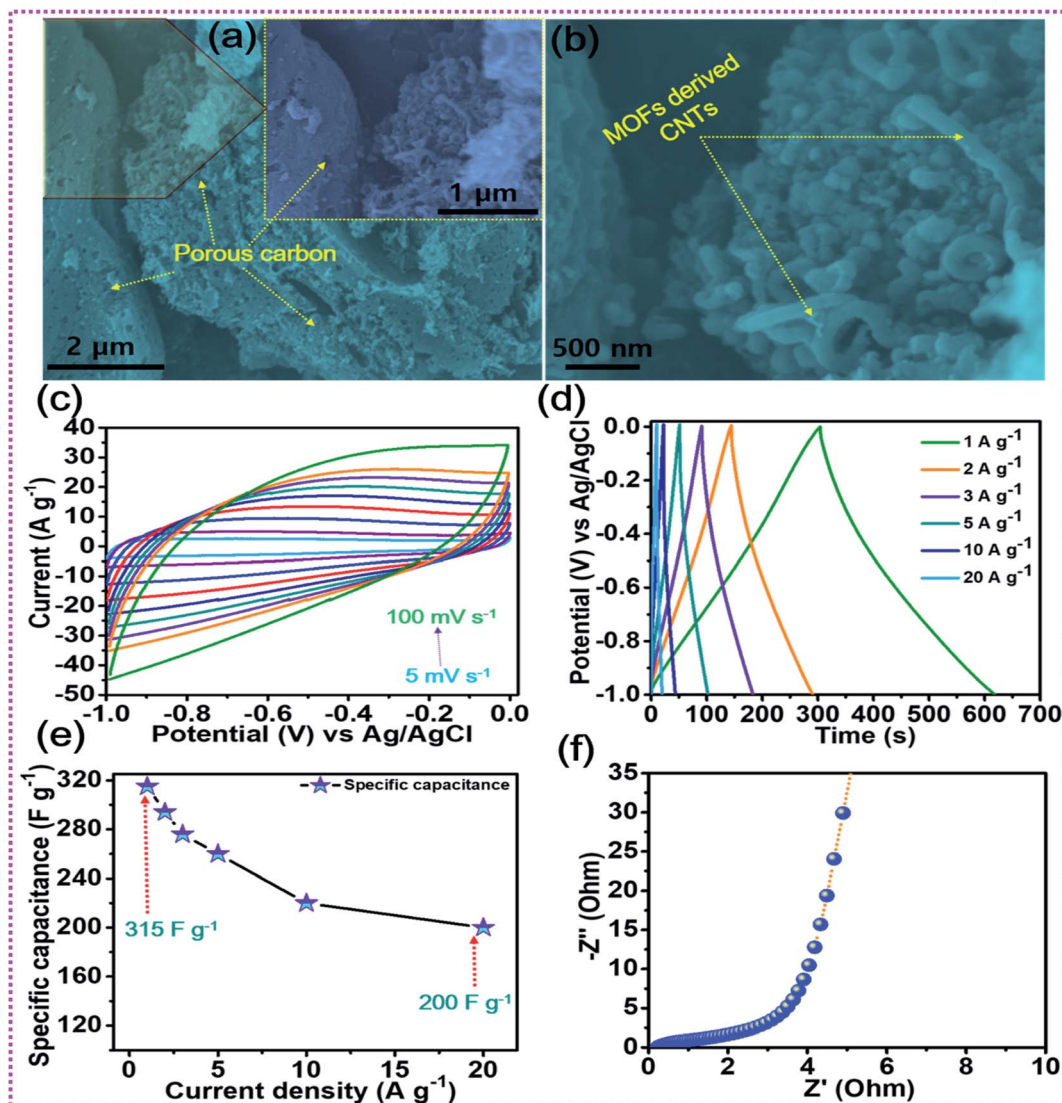 (a)
1 μm
Porous carbon
2 μm
(b)
MOFs derived
CNTs
500 nm
(c)
Current (A g⁻¹)
40
30
20
10
0
-10
-20
-30
-40
-50
100 mV s⁻¹
5 mV s⁻¹
-1.0 -0.8 -0.6 -0.4 -0.2 0.0
Potential (V) vs Ag/AgCl
(d)
Potential (V) vs Ag/AgCl
0.0
-0.2
-0.4
-0.6
-0.8
-1.0
1 A g⁻¹
2 A g⁻¹
3 A g⁻¹
5 A g⁻¹
10 A g⁻¹
20 A g⁻¹
0 100 200 300 400 500 600 700
Time (s)
(e)
Specific capacitance (F g⁻¹)
320
280
240
200
160
120
Specific capacitance
315 F g⁻¹
200 F g⁻¹
0 5 10 15 20
Current density (A g⁻¹)
(f)
-Z'' (Ohm)
35
30
25
20
15
10
5
0
0 2 4 6 8 10
Z' (Ohm)